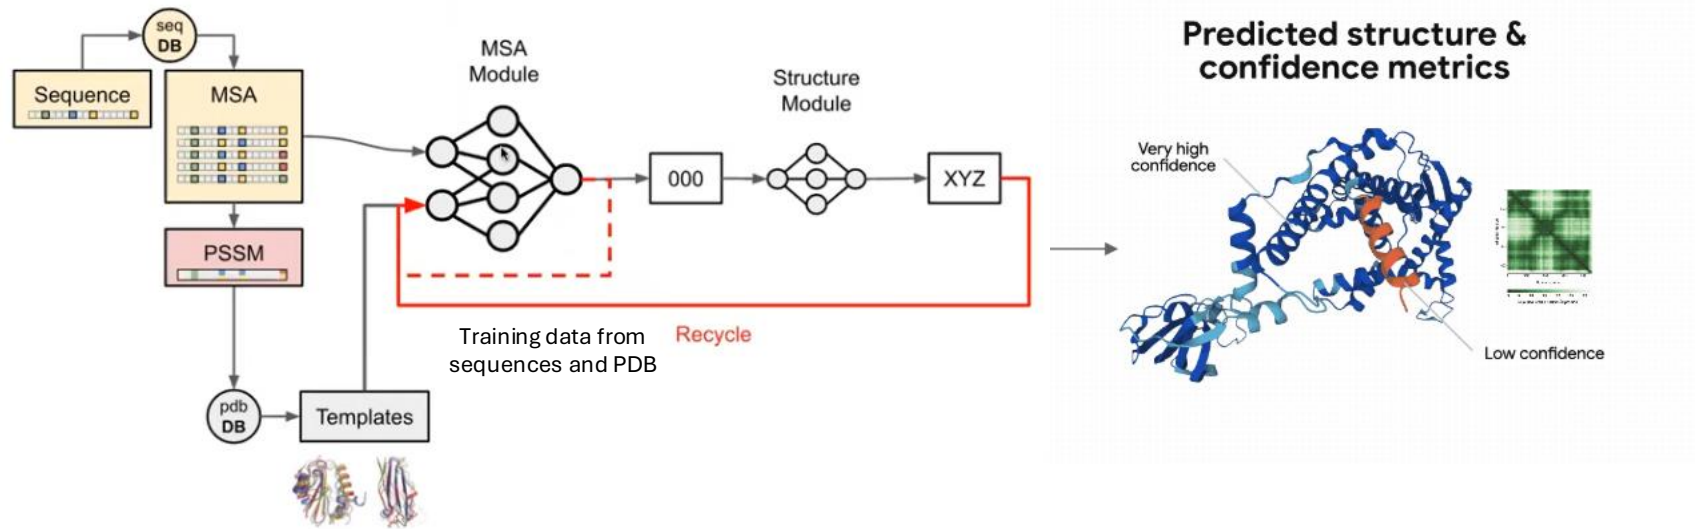 seq
DB
Sequence
MSA
PSSM
pdb
DB
Templates
MSA
Module
000
Structure
Module
XYZ
Training data from
sequences and PDB
Recycle
Predicted structure &
confidence metrics
Very high
confidence
Low confidence